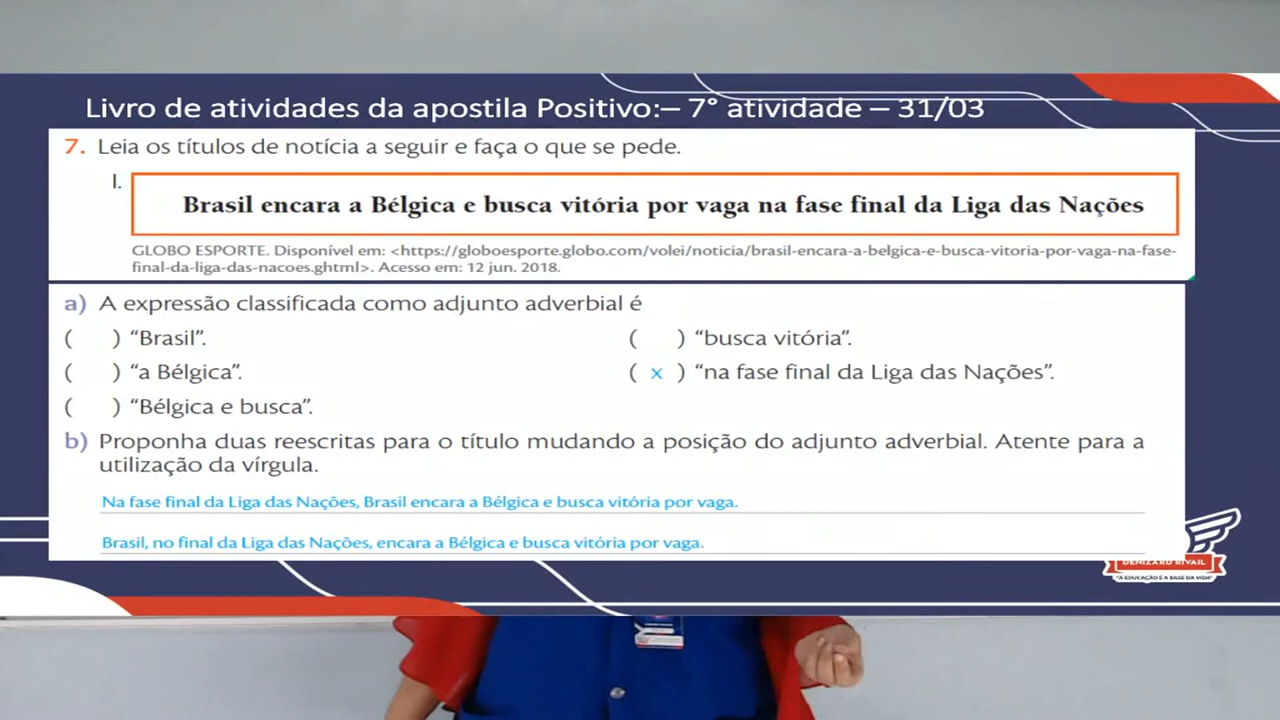 Livro de atividades da apostila Positivo:– 7° atividade – 31/03
7. Leia os títulos de notícia a seguir e faça o que se pede.
I.
Brasil encara a Bélgica e busca vitória por vaga na fase final da Liga das Nações
GLOBO ESPORTE. Disponível em: <https://globoesporte.globo.com/volei/noticia/brasil-encara-a-belgica-e-busca-vitoria-por-vaga-na-fase-
final-da-liga-das-nacoes.ghtml>. Acesso em: 12 jun. 2018.
a) A expressão classificada como adjunto adverbial é
( ) “Brasil”. ( ) “busca vitória”.
( ) “a Bélgica”. ( x ) “na fase final da Liga das Nações”.
( ) “Bélgica e busca”.
b) Proponha duas reescritas para o título mudando a posição do adjunto adverbial. Atente para a
utilização da vírgula.
Na fase final da Liga das Nações, Brasil encara a Bélgica e busca vitória por vaga.
Brasil, no final da Liga das Nações, encara a Bélgica e busca vitória por vaga.
DENIZARD RIVAIL
"A EDUCAÇÃO É A BASE DA VIDA"